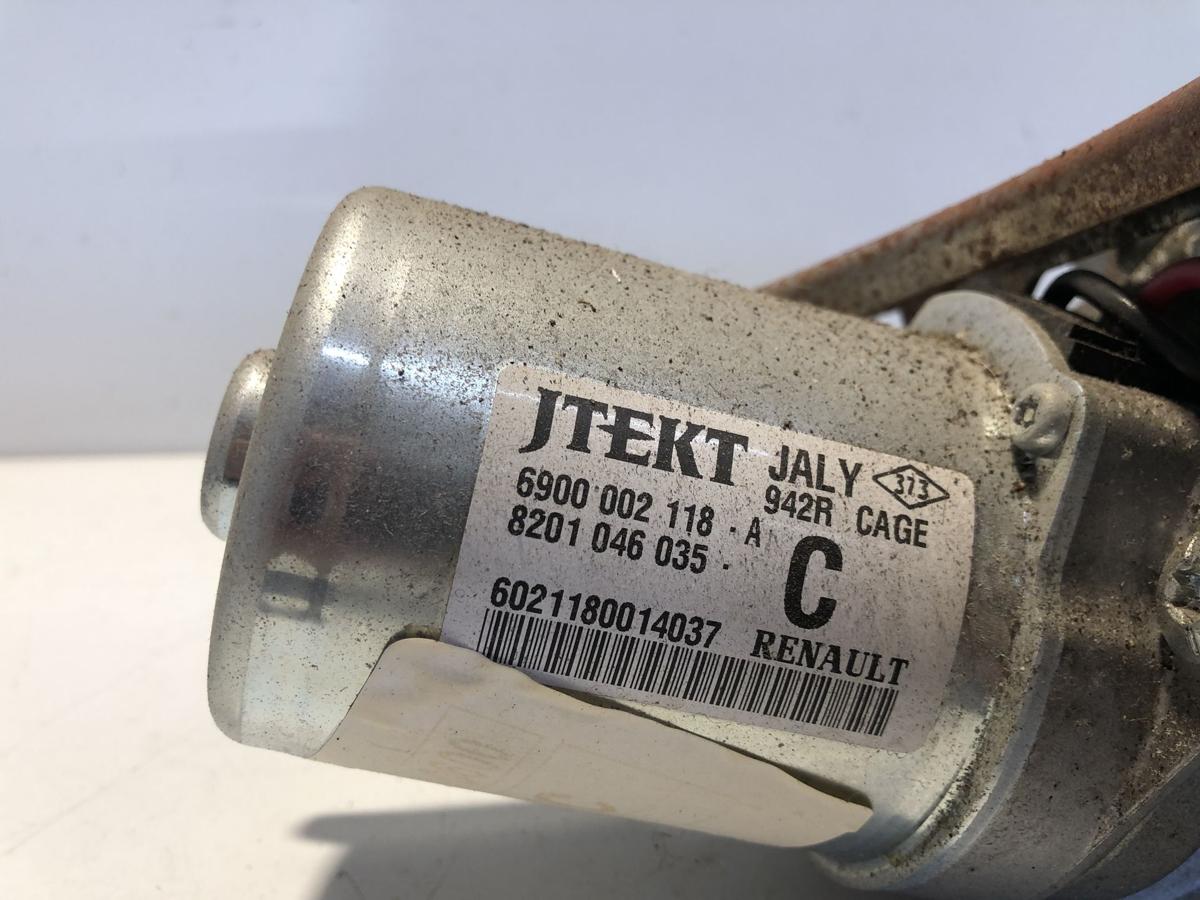 JTEKT JALY 373
6900 002 118 - A 942R CAGE
8201 046 035 - C
6021180014037 RENAULT